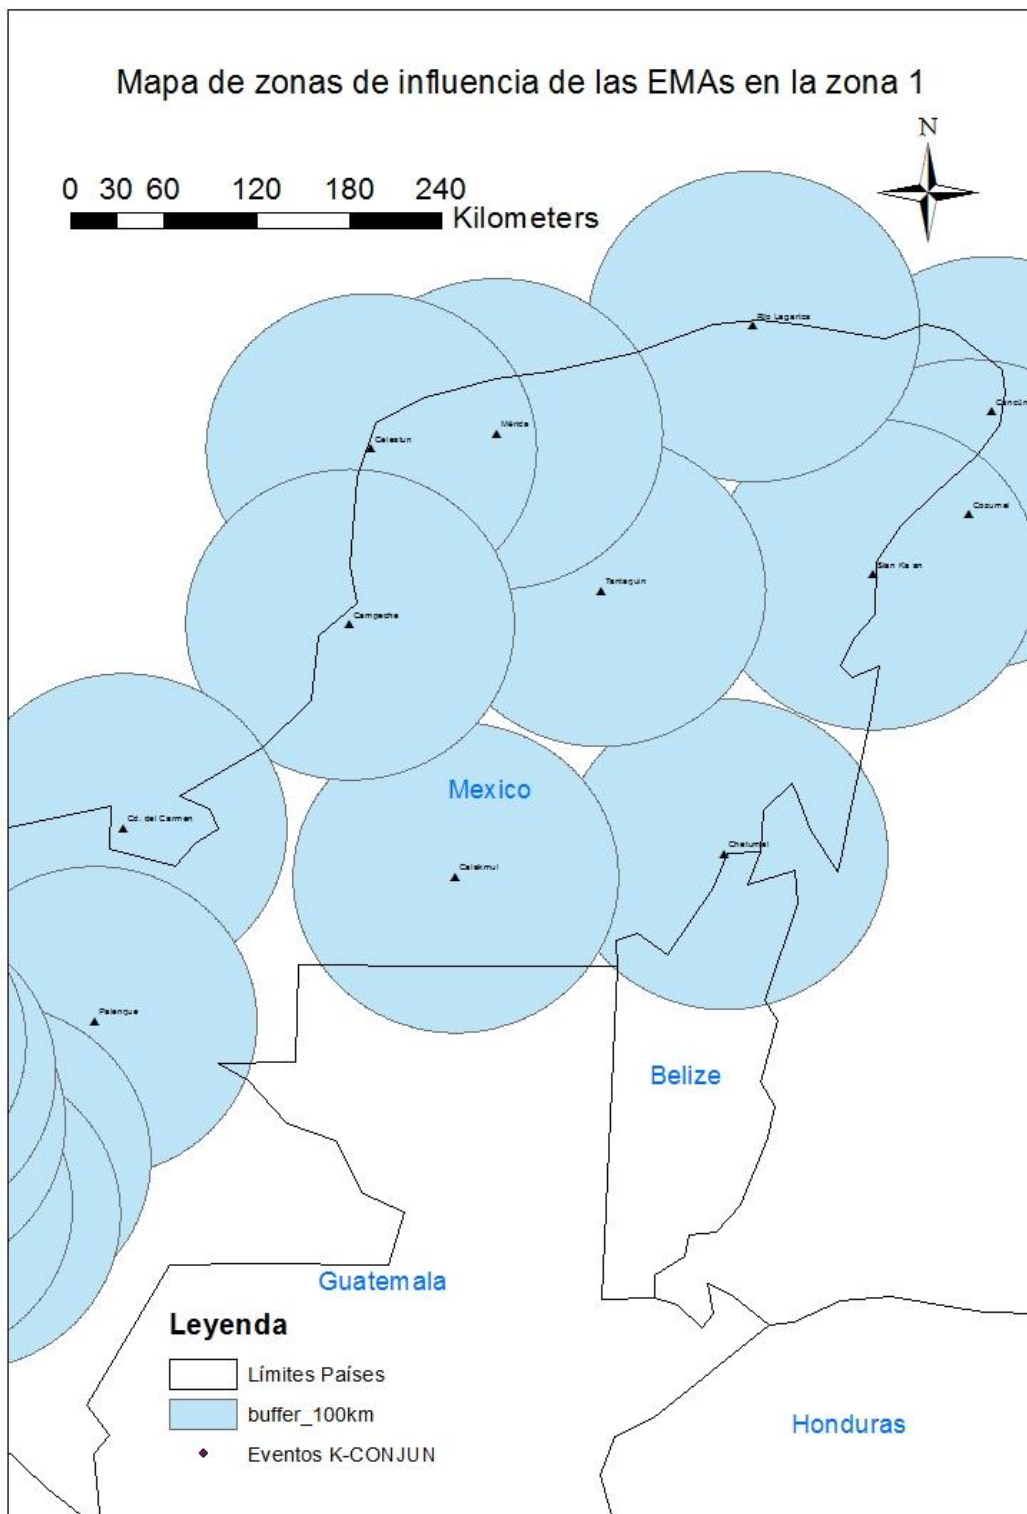 Mapa de zonas de influencia de las EMAs en la zona 1
N
0 30 60 120 180 240
Kilometers
Río Lagartos
Cancún
Celestun
Mérida
Cozumel
Sian Ka an
Tantaquin
Campeche
Mexico
Cd. del Carmen
Chetumal
Calakmul
Palenque
Belize
Guatemala
Leyenda
Límites Países
buffer_100km
Honduras
Eventos K-CONJUN